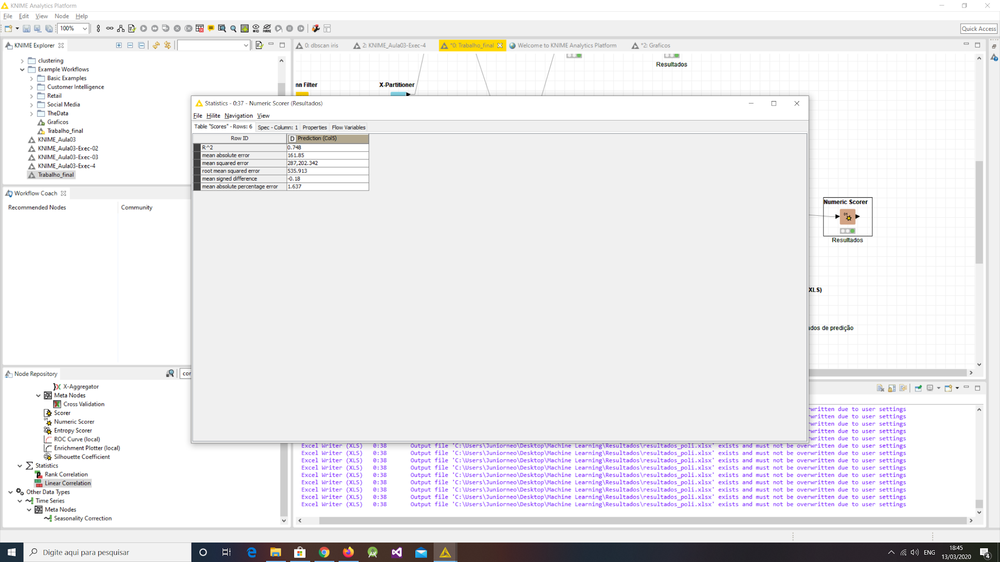 KNIME Analytics Platform
File Edit View Node Help
100%
Quick Access
KNIME Explorer
0: dbscan iris
2: KNIME_Aula03-Exec-4
*0: Trabalho_final
Welcome to KNIME Analytics Platform
*2: Graficos
clustering
Example Workflows
Basic Examples
Customer Intelligence
Retail
Social Media
TheData
Graficos
Trabalho_final
KNIME_Aula03
KNIME_Aula03-Exec-02
KNIME_Aula03-Exec-03
KNIME_Aula03-Exec-4
Trabalho_final
Resultados
nn Filter
X-Partitioner
Statistics - 0:37 - Numeric Scorer (Resultados)
File Hilite Navigation View
Table "Scores" - Rows: 6 Spec - Column: 1 Properties Flow Variables
Row ID D Prediction (Col5)
R^2 0.748
mean absolute error 161.85
mean squared error 287,202.342
root mean squared error 535.913
mean signed difference -0.18
mean absolute percentage error 1.637
Workflow Coach
Recommended Nodes Community
Numeric Scorer
Resultados
XLS)
ados de predição
Node Repository
cor
X-Aggregator
Meta Nodes
Cross Validation
Scorer
Numeric Scorer
Entropy Scorer
ROC Curve (local)
Enrichment Plotter (local)
Silhouette Coefficient
Statistics
Rank Correlation
Linear Correlation
Other Data Types
Time Series
Meta Nodes
Seasonality Correction
rwritten due to user settings
rwritten due to user settings
rwritten due to user settings
rwritten due to user settings
rwritten due to user settings
Excel Writer (XLS) 0:38 Output file 'C:\Users\Juniorneo\Desktop\Machine Learning\Resultados\resultados_poli.xlsx' exists and must not be overwritten due to user settings
Excel Writer (XLS) 0:38 Output file 'C:\Users\Juniorneo\Desktop\Machine Learning\Resultados\resultados_poli.xlsx' exists and must not be overwritten due to user settings
Excel Writer (XLS) 0:38 Output file 'C:\Users\Juniorneo\Desktop\Machine Learning\Resultados\resultados_poli.xlsx' exists and must not be overwritten due to user settings
Excel Writer (XLS) 0:38 Output file 'C:\Users\Juniorneo\Desktop\Machine Learning\Resultados\resultados_poli.xlsx' exists and must not be overwritten due to user settings
Excel Writer (XLS) 0:38 Output file 'C:\Users\Juniorneo\Desktop\Machine Learning\Resultados\resultados_poli.xlsx' exists and must not be overwritten due to user settings
Excel Writer (XLS) 0:38 Output file 'C:\Users\Juniorneo\Desktop\Machine Learning\Resultados\resultados_poli.xlsx' exists and must not be overwritten due to user settings
Excel Writer (XLS) 0:38 Output file 'C:\Users\Juniorneo\Desktop\Machine Learning\Resultados\resultados_poli.xlsx' exists and must not be overwritten due to user settings
Excel Writer (XLS) 0:38 Output file 'C:\Users\Juniorneo\Desktop\Machine Learning\Resultados\resultados_poli.xlsx' exists and must not be overwritten due to user settings
Excel Writer (XLS) 0:38 Output file 'C:\Users\Juniorneo\Desktop\Machine Learning\Resultados\resultados_poli.xlsx' exists and must not be overwritten due to user settings
Digite aqui para pesquisar
ENG
18:45
13/03/2020
4